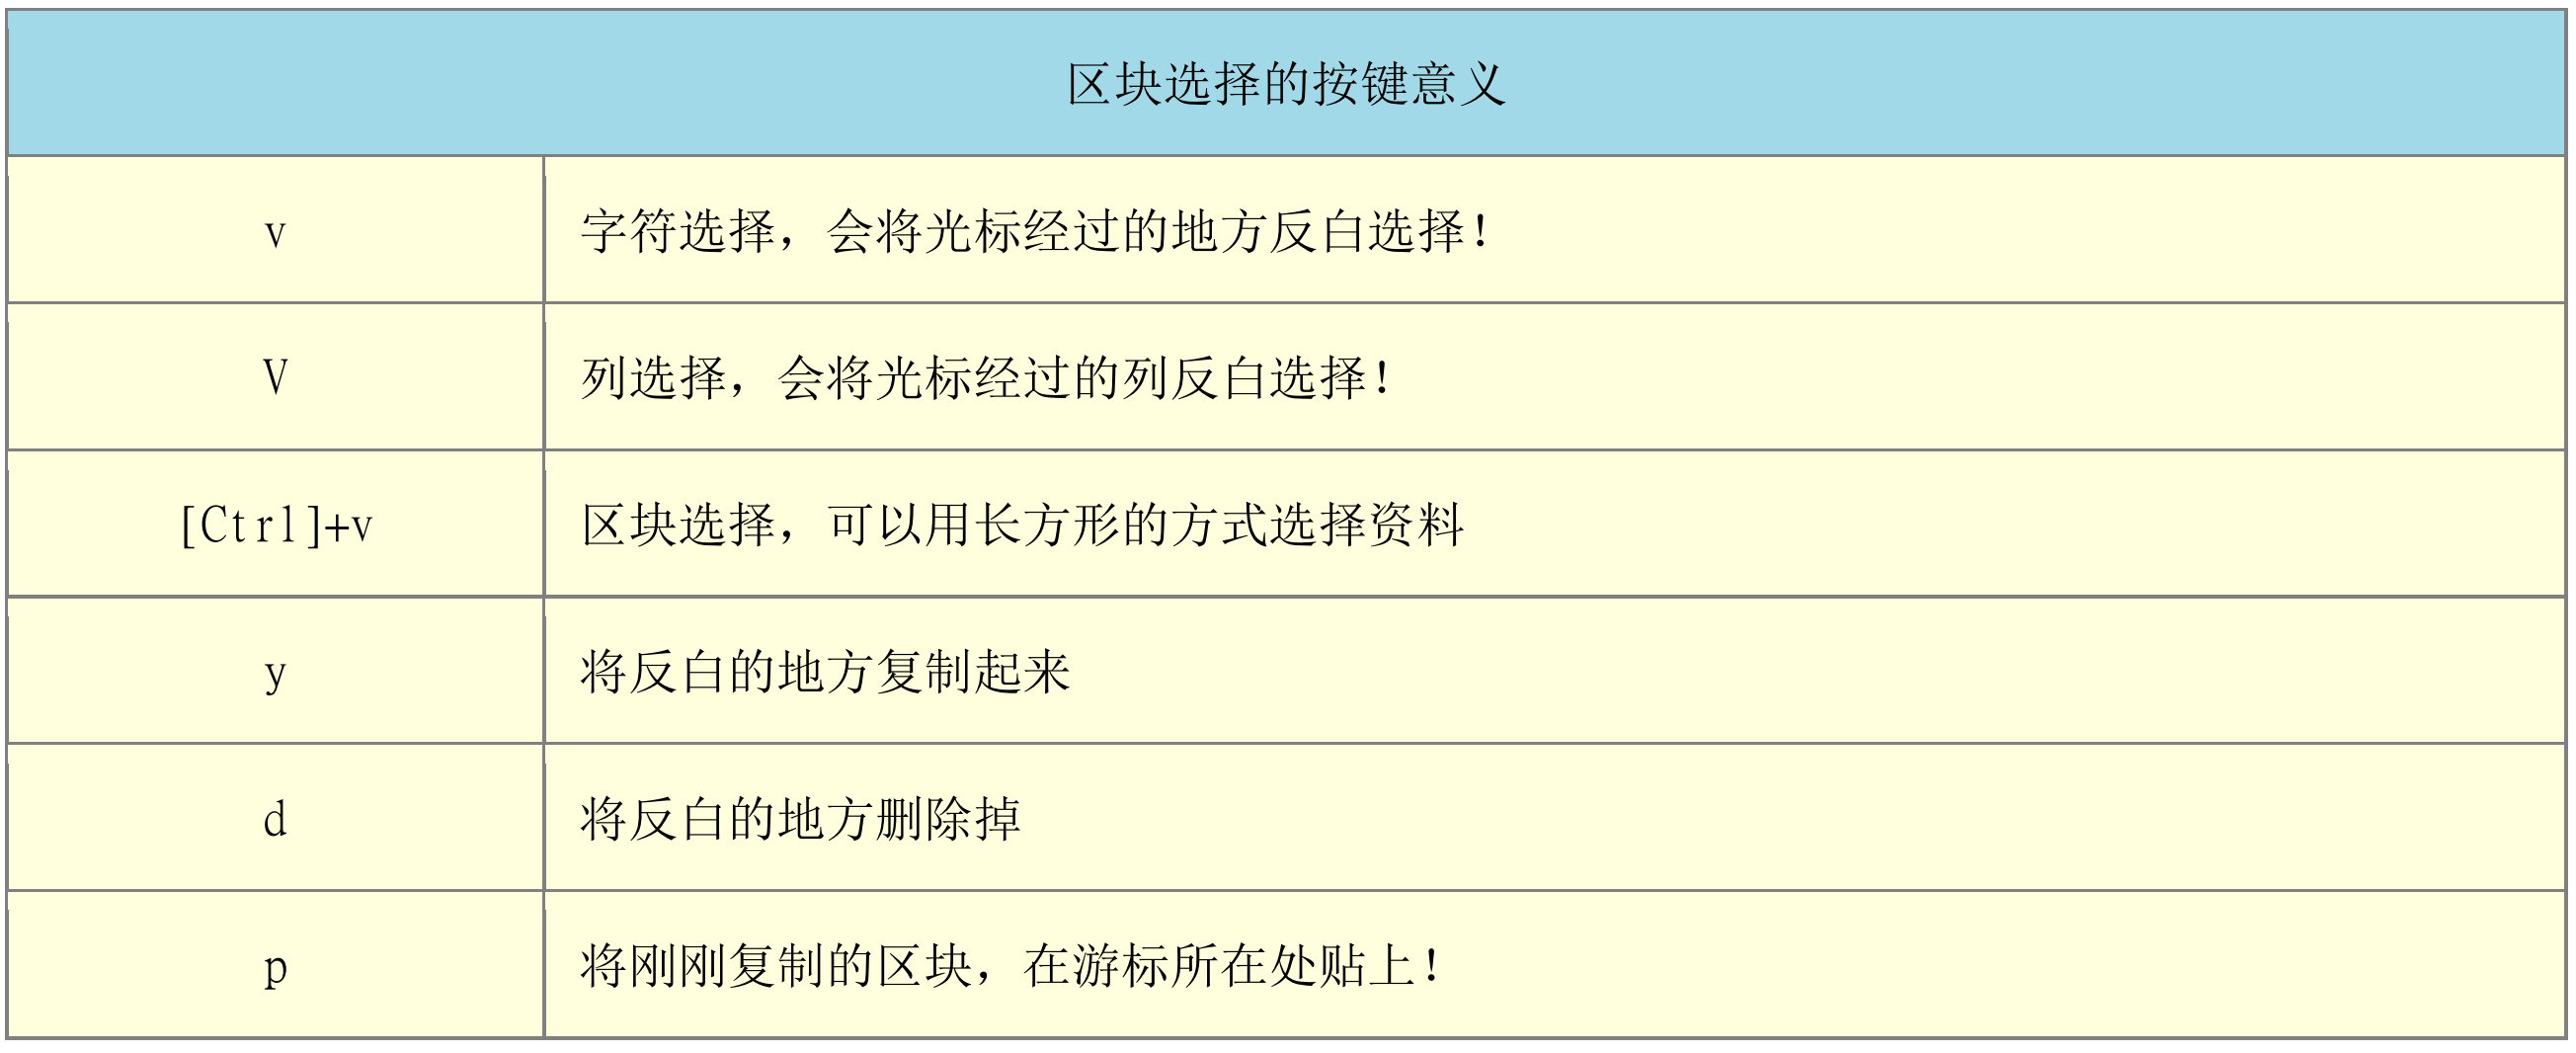 区块选择的按键意义
v
字符选择，会将光标经过的地方反白选择！
V
列选择，会将光标经过的列反白选择！
[Ctrl]+v
区块选择，可以用长方形的方式选择资料
y
将反白的地方复制起来
d
将反白的地方删除掉
p
将刚刚复制的区块，在游标所在处贴上！